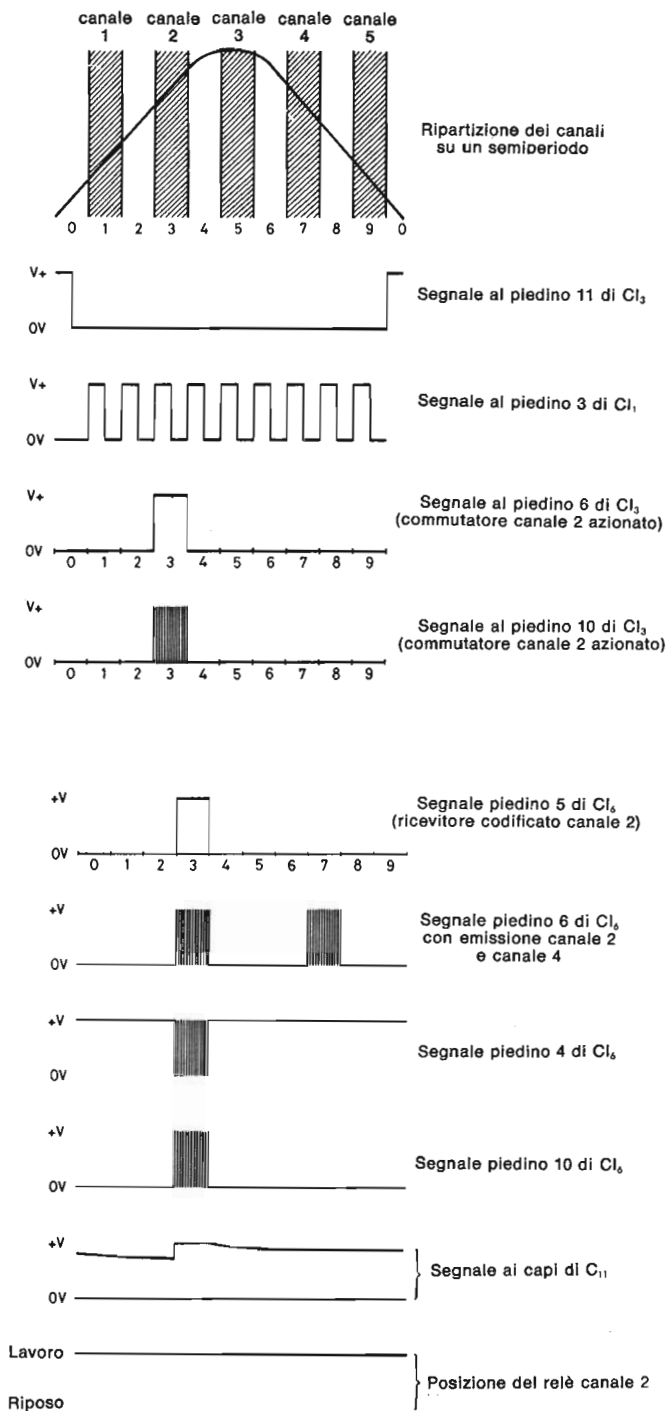 canale canale canale canale canale
1 2 3 4 5
Ripartizione dei canali
su un semiperiodo
0 1 2 3 4 5 6 7 8 9 0
V+
Segnale al piedino 11 di CI₃
0V
V+
Segnale al piedino 3 di CI₁
0V
V+
Segnale al piedino 6 di CI₃
(commutatore canale 2 azionato)
0V
0 1 2 3 4 5 6 7 8 9
V+
Segnale al piedino 10 di CI₃
(commutatore canale 2 azionato)
0V
0 1 2 3 4 5 6 7 8 9
+V
Segnale piedino 5 di CI₆
(ricevitore codificato canale 2)
0V
0 1 2 3 4 5 6 7 8 9
+V
Segnale piedino 6 di CI₆
con emissione canale 2
e canale 4
0V
+V
Segnale piedino 4 di CI₆
0V
+V
Segnale piedino 10 di CI₆
0V
+V
Segnale ai capi di C₁₁
0V
Lavoro
Posizione del relè canale 2
Riposo